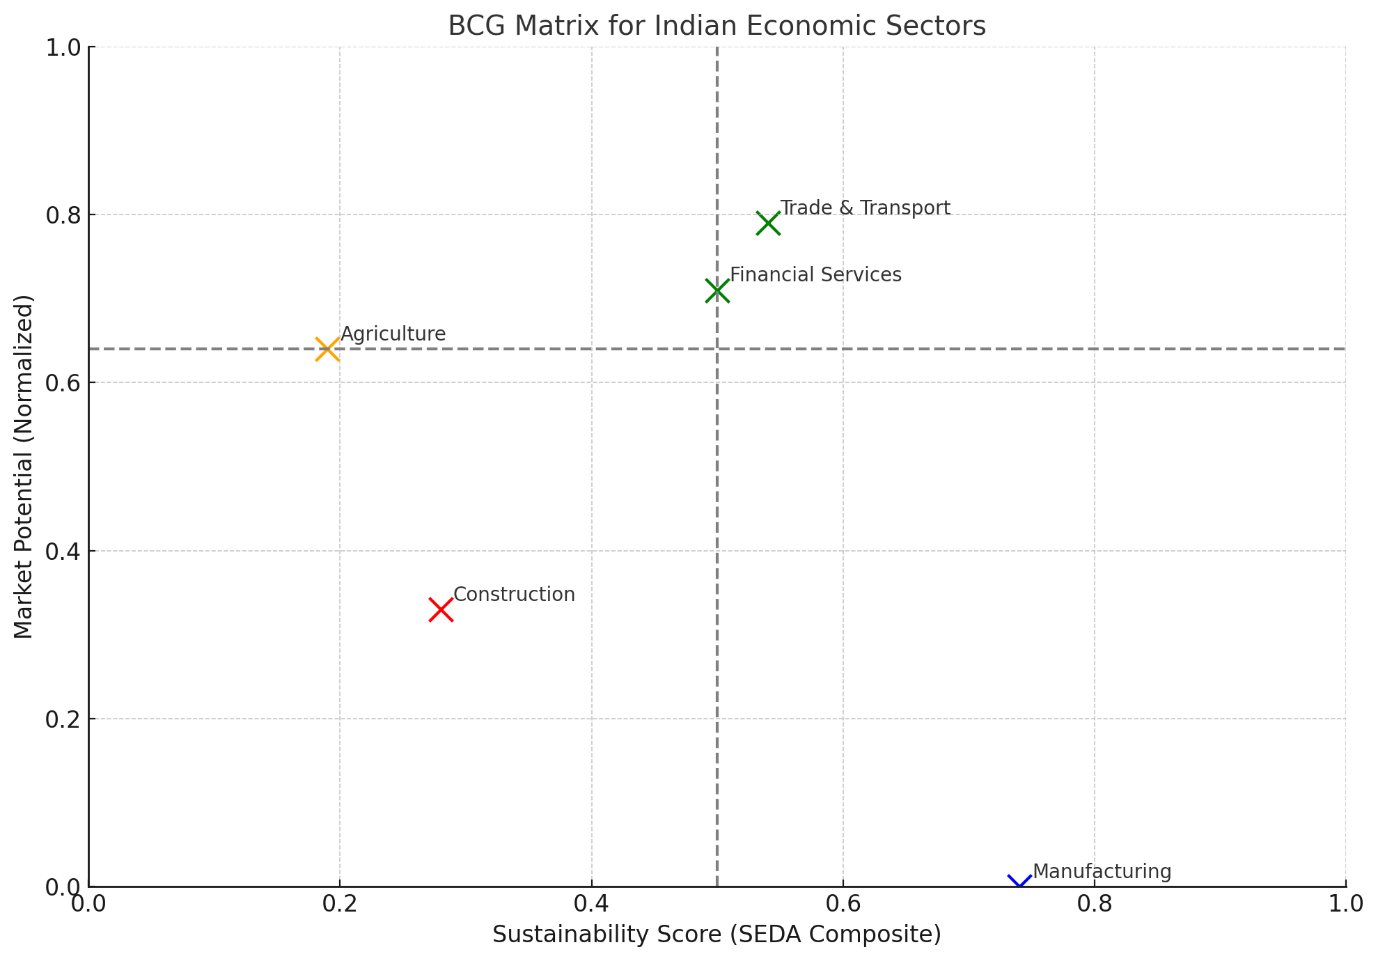 BCG Matrix for Indian Economic Sectors
1.0
Trade & Transport
0.8
Financial Services
Agriculture
0.6
Market Potential (Normalized)
0.4
Construction
0.2
Manufacturing
0.0
0.0 0.2 0.4 0.6 0.8 1.0
Sustainability Score (SEDA Composite)